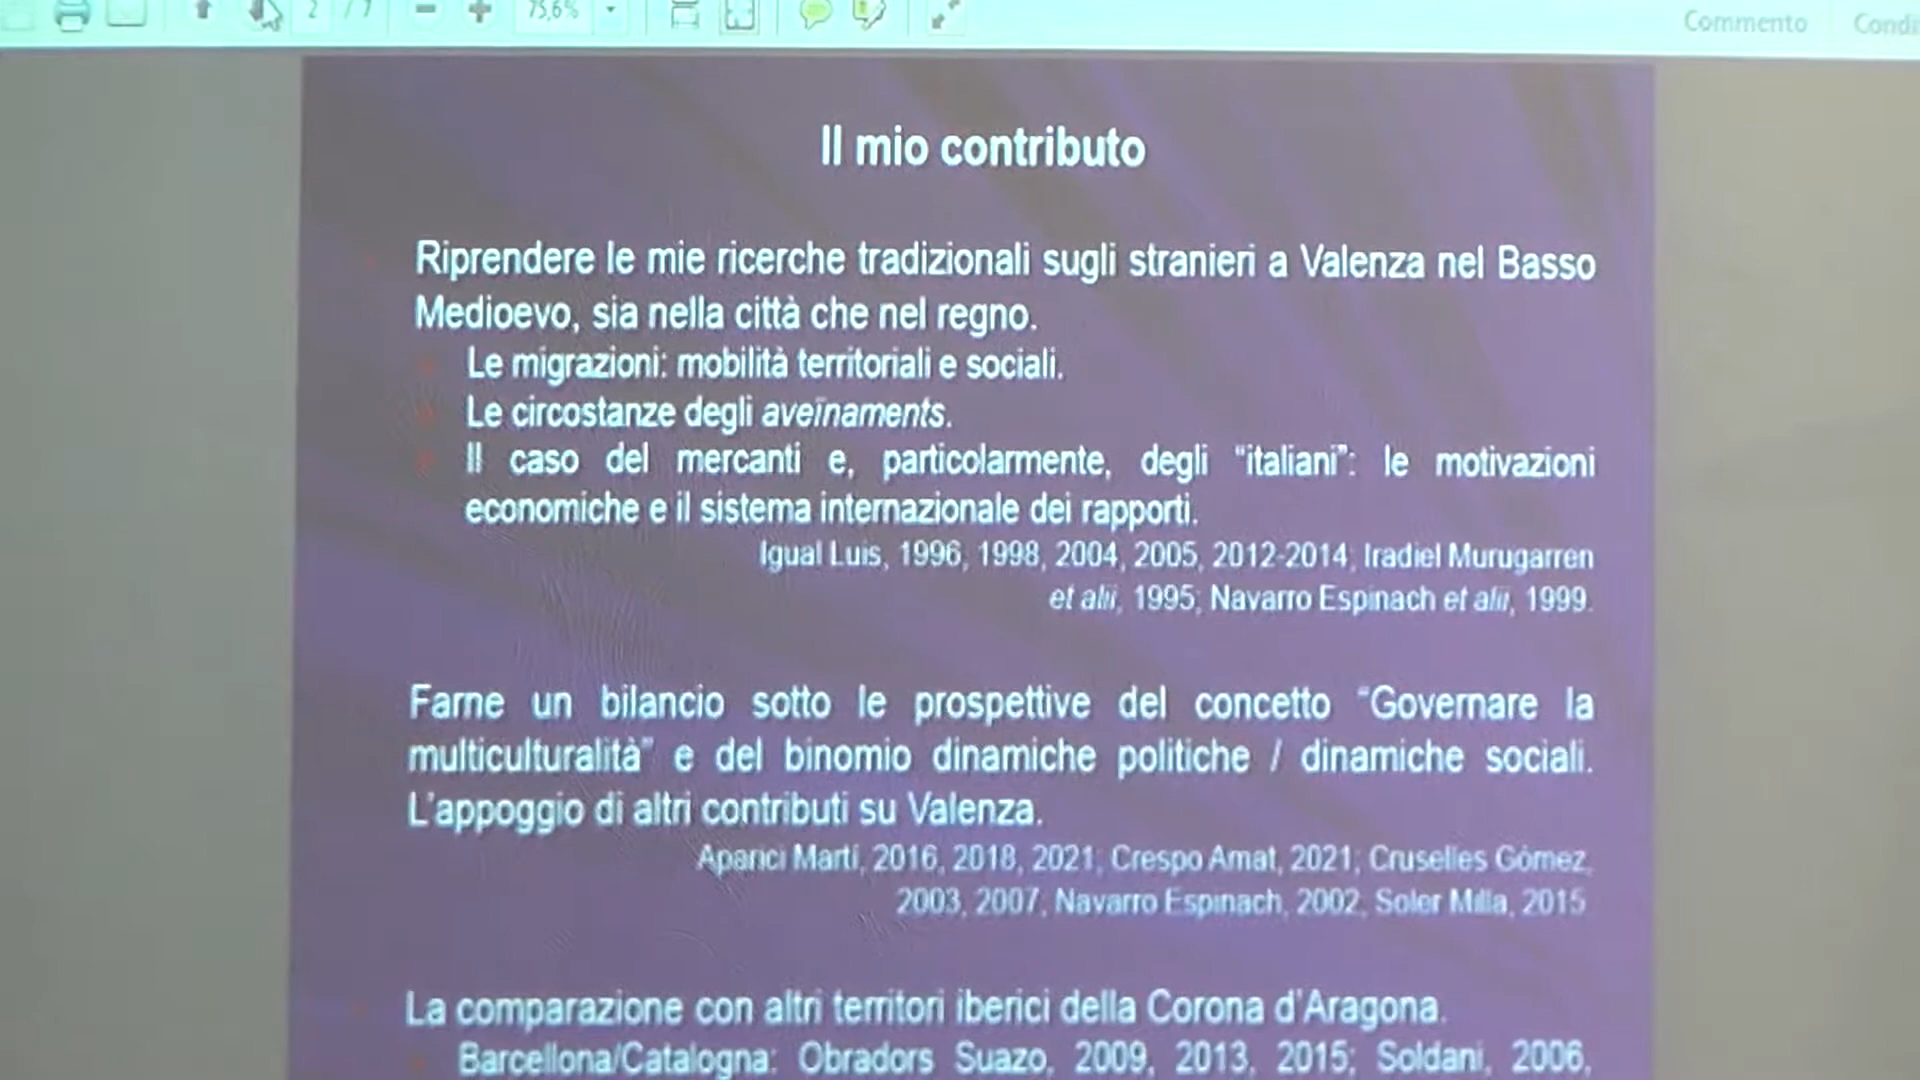 2 / 7
75,6%
Commento
Il mio contributo
Riprendere le mie ricerche tradizionali sugli stranieri a Valenza nel Basso
Medioevo, sia nella città che nel regno.
Le migrazioni: mobilità territoriali e sociali.
Le circostanze degli aveïnaments.
Il caso dei mercanti e, particolarmente, degli “italiani”: le motivazioni
economiche e il sistema internazionale dei rapporti.
Igual Luis, 1996, 1998, 2004, 2005, 2012-2014; Iradiel Murugarren
et alii, 1995; Navarro Espinach et alii, 1999.
Farne un bilancio sotto le prospettive del concetto “Governare la
multiculturalità” e del binomio dinamiche politiche / dinamiche sociali.
L’appoggio di altri contributi su Valenza.
Aparici Martí, 2016, 2018, 2021; Crespo Amat, 2021; Cruselles Gómez,
2003, 2007, Navarro Espinach, 2002, Soler Milla, 2015
La comparazione con altri territori iberici della Corona d’Aragona.
Barcellona/Catalogna: Obradors Suazo, 2009, 2013, 2015; Soldani, 2006,